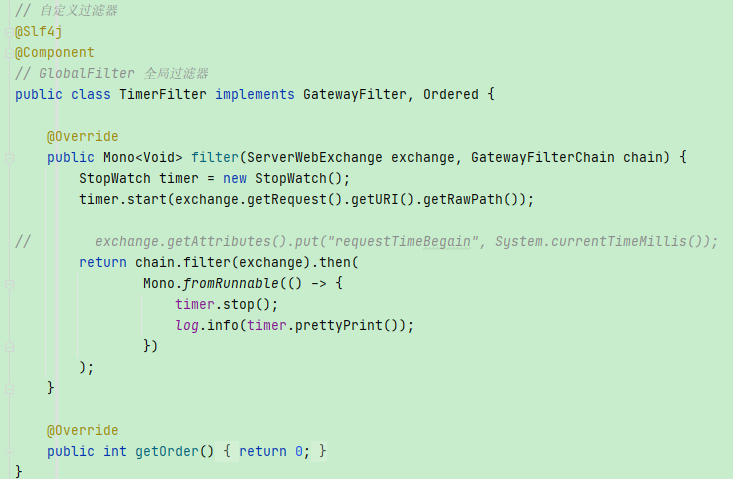 // 自定义过滤器
@Slf4j
@Component
// GlobalFilter 全局过滤器
public class TimerFilter implements GatewayFilter, Ordered {
@Override
public Mono<Void> filter(ServerWebExchange exchange, GatewayFilterChain chain) {
StopWatch timer = new StopWatch();
timer.start(exchange.getRequest().getURI().getRawPath());
// exchange.getAttributes().put("requestTimeBegain", System.currentTimeMillis());
return chain.filter(exchange).then(
Mono.fromRunnable(() -> {
timer.stop();
log.info(timer.prettyPrint());
})
);
}
@Override
public int getOrder() { return 0; }
}